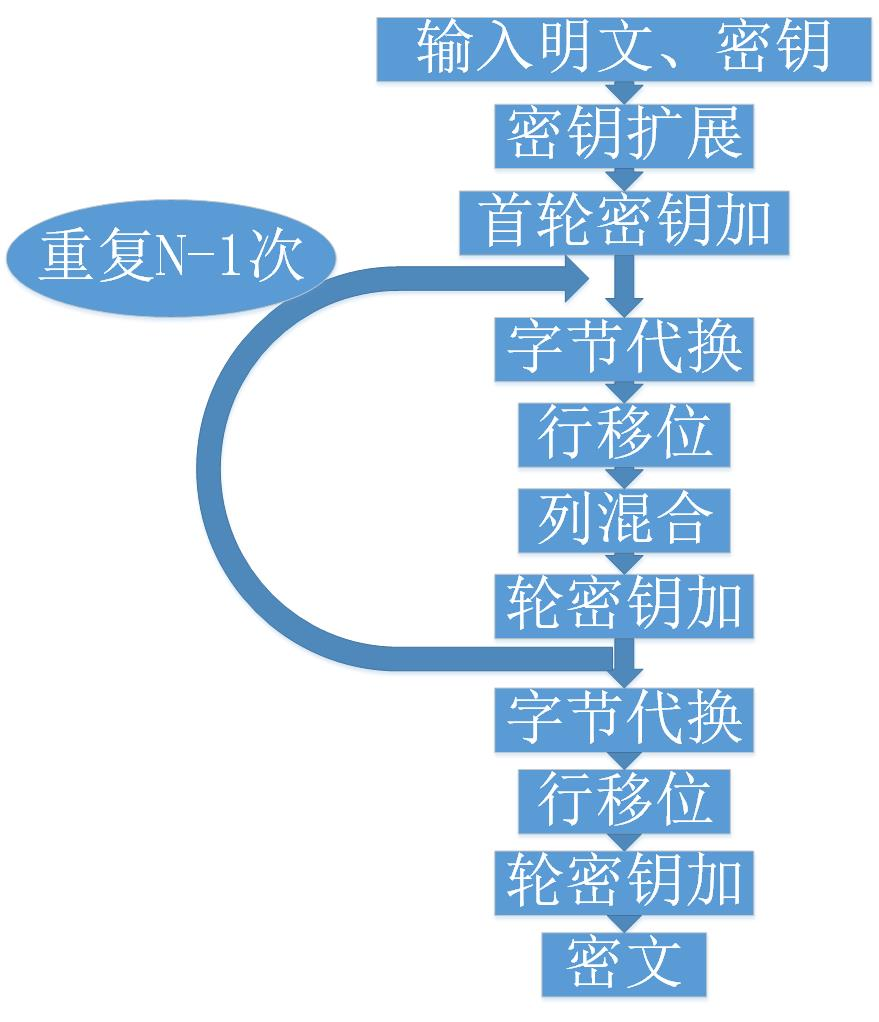 输入明文、密钥
密钥扩展
首轮密钥加
重复N-1次
字节代换
行移位
列混合
轮密钥加
字节代换
行移位
轮密钥加
密文